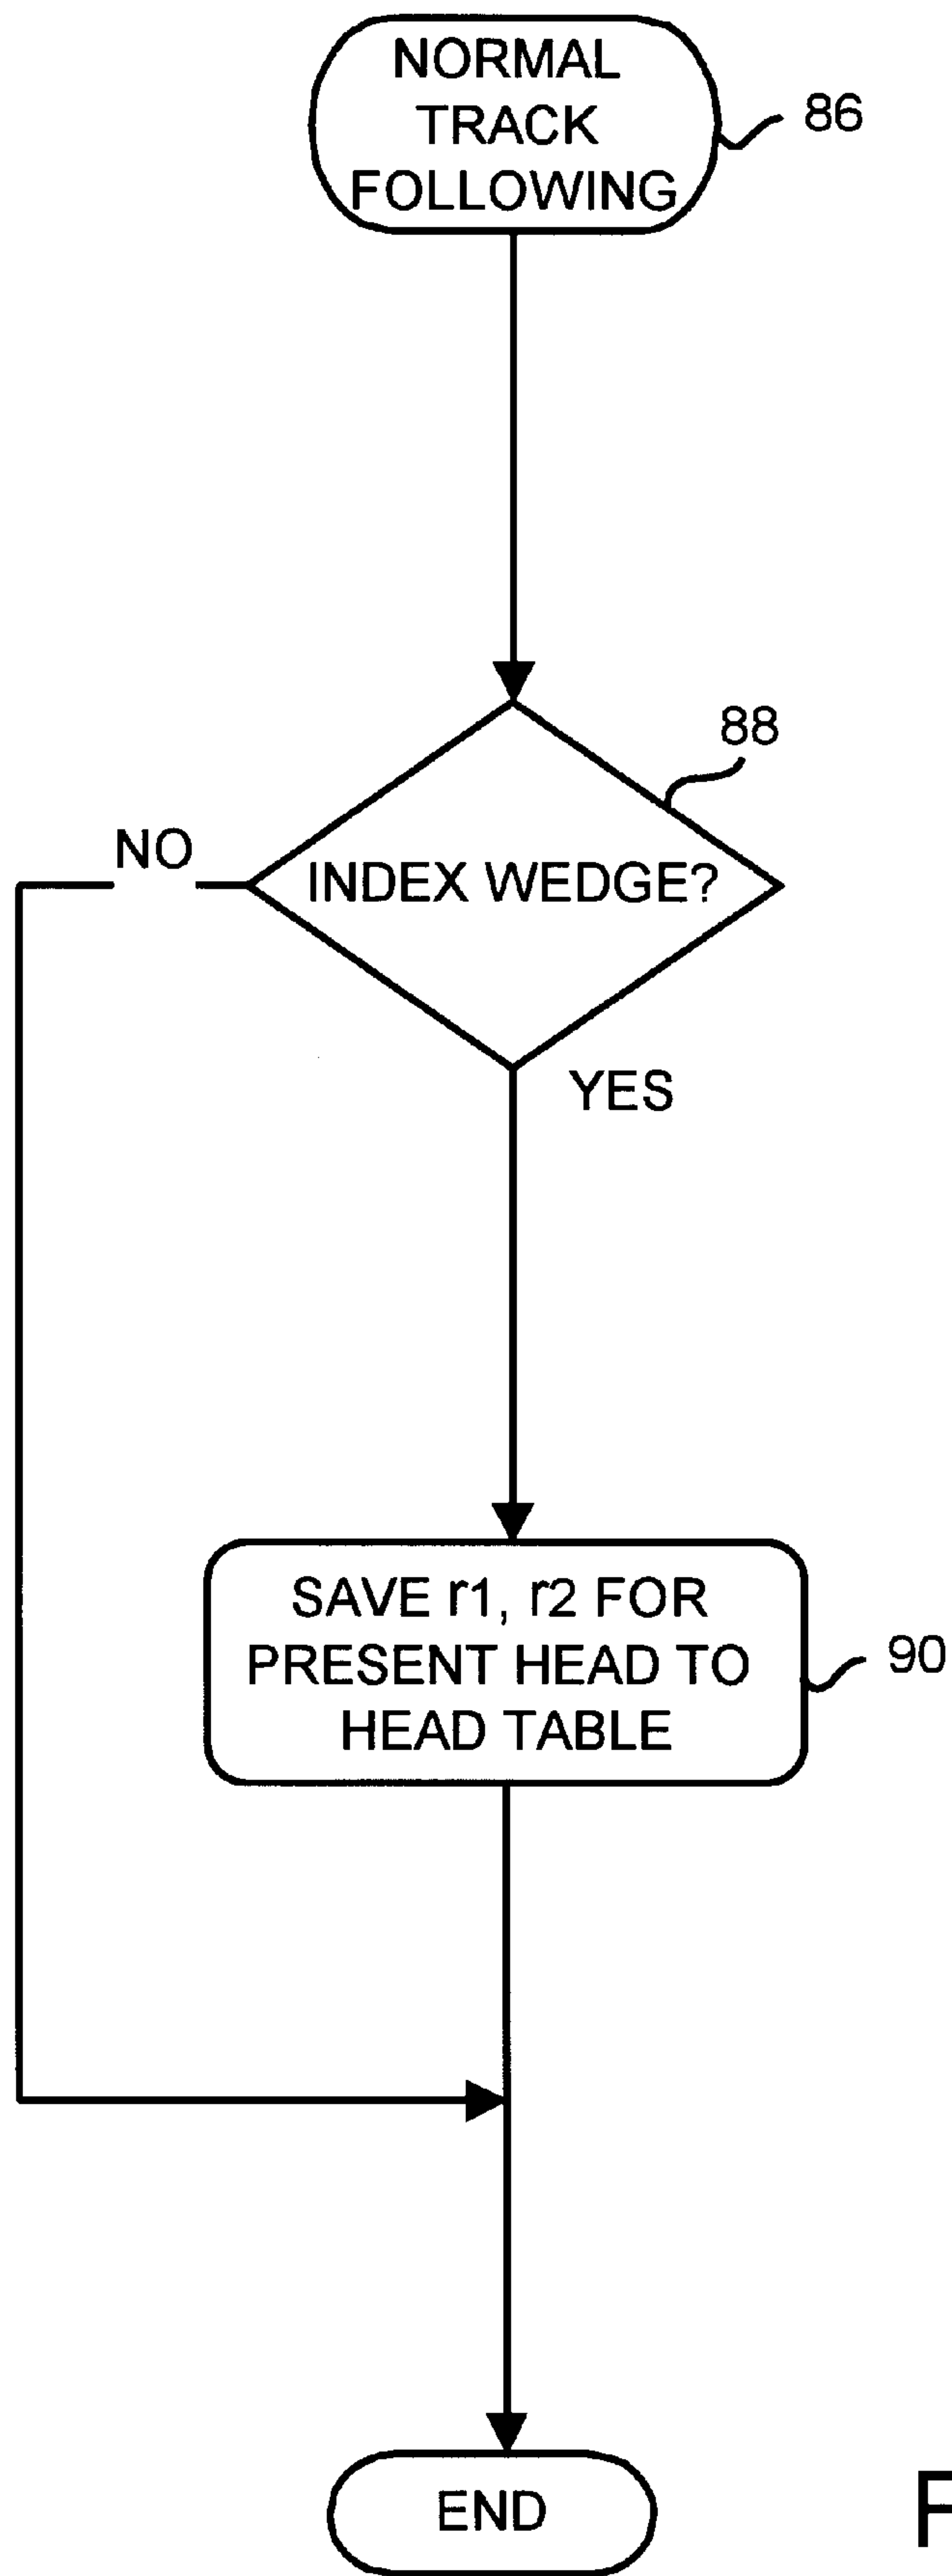 NORMAL
TRACK
FOLLOWING
86
88
NO
INDEX WEDGE?
YES
SAVE r1, r2 FOR
PRESENT HEAD TO
HEAD TABLE
90
END
F